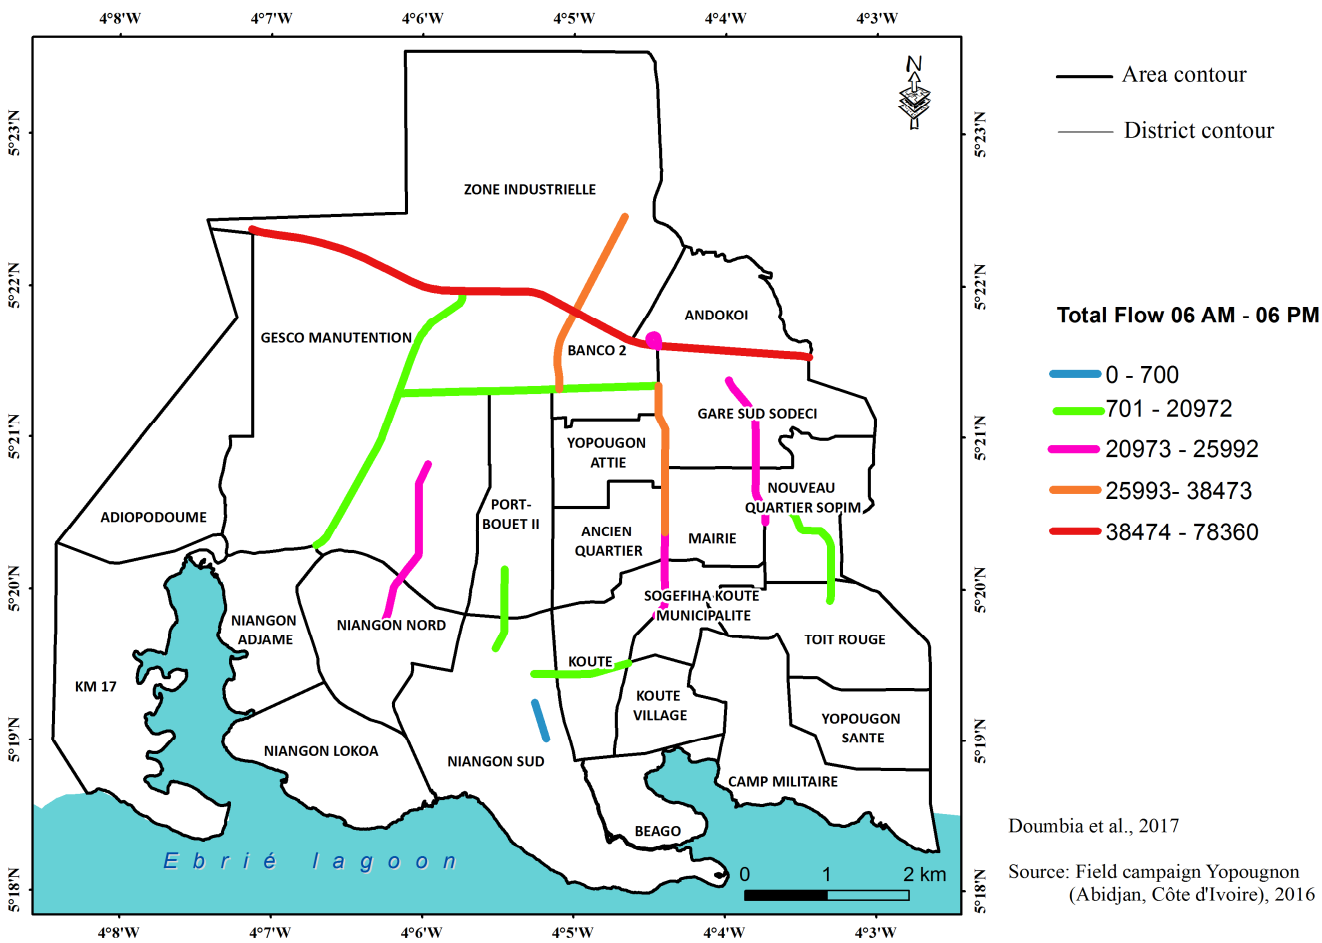 4°8'W 4°7'W 4°6'W 4°5'W 4°4'W 4°3'W
N
5°23'N
5°22'N
5°21'N
5°20'N
5°19'N
5°18'N
5°23'N
5°22'N
5°21'N
5°20'N
5°19'N
5°18'N
ZONE INDUSTRIELLE
ANDOKOI
GESCO MANUTENTION
BANCO 2
GARE SUD SODECI
YOPOUGON
ATTIE
NOUVEAU
QUARTIER SOPIM
PORT-
BOUET II
ADIOPODOUME
ANCIEN
QUARTIER
MAIRIE
SOGEFIHA KOUTE
MUNICIPALITE
NIANGON
ADJAME
NIANGON NORD
TOIT ROUGE
KOUTE
KM 17
KOUTE
VILLAGE
YOPOUGON
SANTE
NIANGON LOKOA
NIANGON SUD
CAMP MILITAIRE
BEAGO
Ebrié lagoon
0 1 2 km
4°8'W 4°7'W 4°6'W 4°5'W 4°4'W 4°3'W
Area contour
District contour
Total Flow 06 AM - 06 PM
0 - 700
701 - 20972
20973 - 25992
25993- 38473
38474 - 78360
Doumbia et al., 2017
Source: Field campaign Yopougnon
(Abidjan, Côte d'Ivoire), 2016